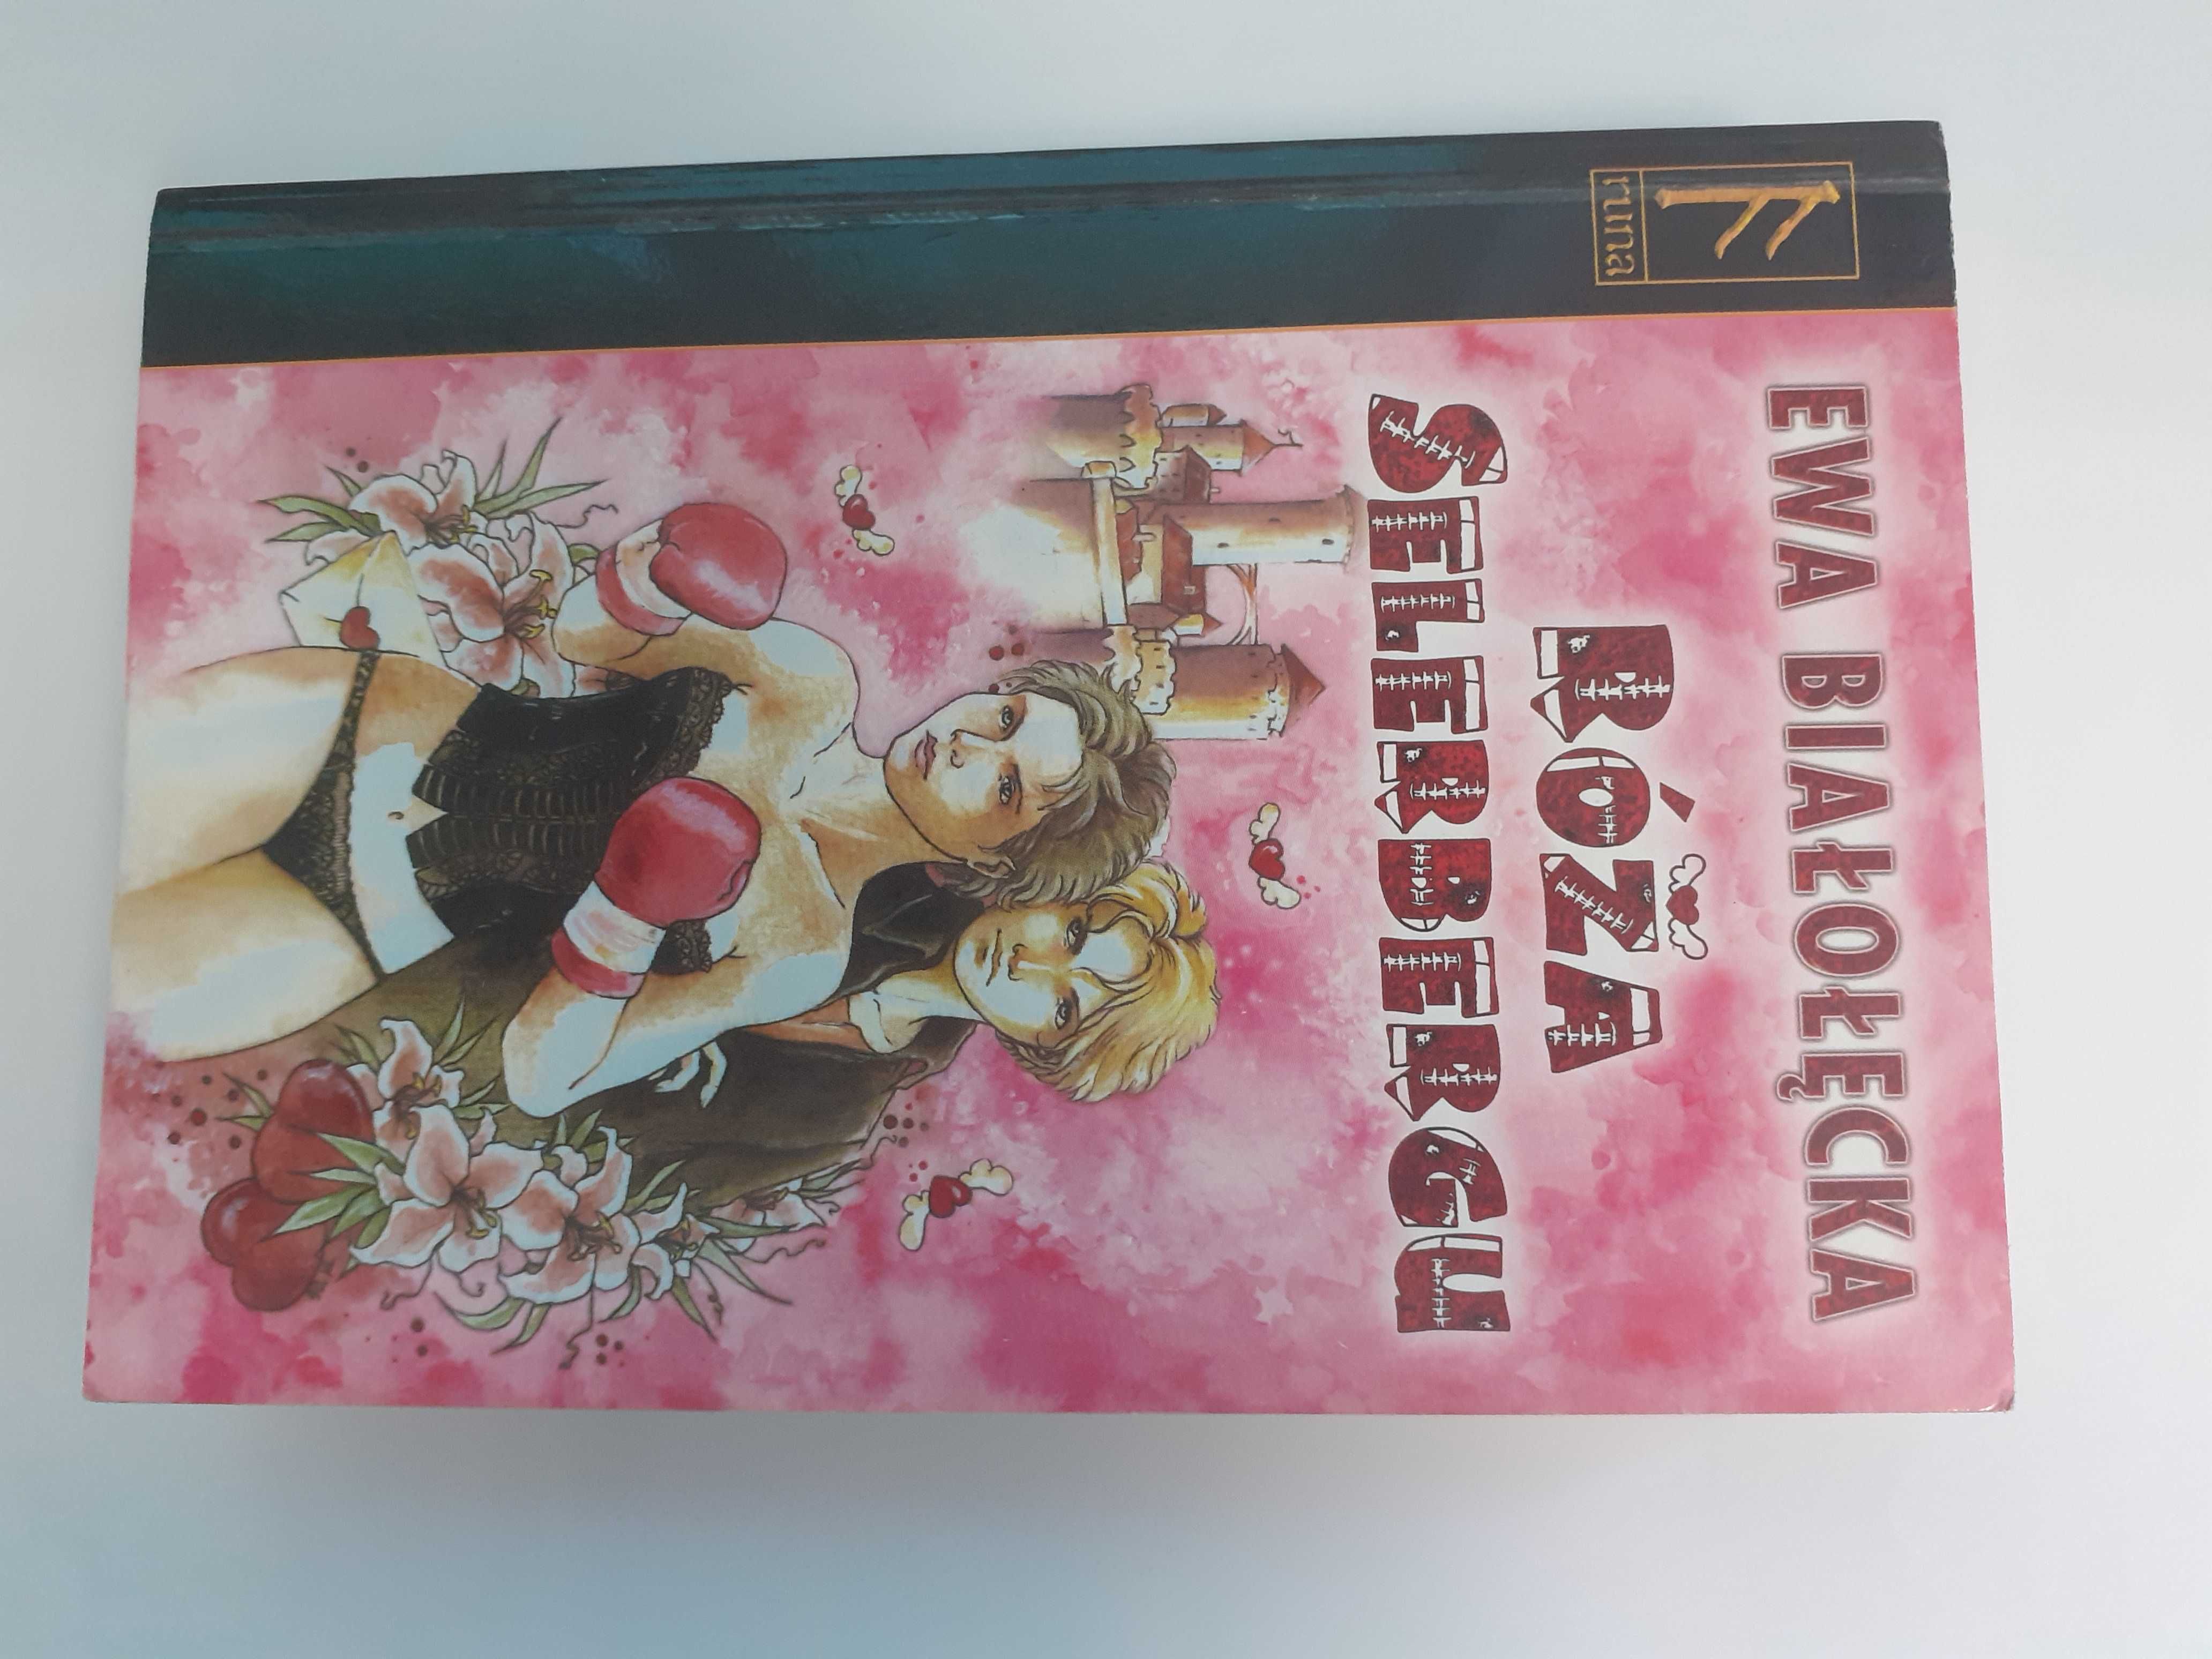 runa
EWA BIAŁOŁĘCKA
RÓŻA
SELERBERGU